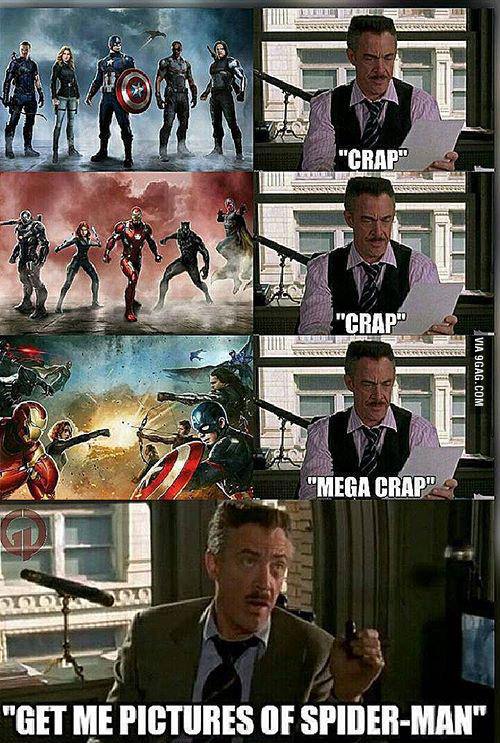 "CRAP"
"CRAP"
VIA 9GAG.COM
"MEGA CRAP"
"GET ME PICTURES OF SPIDER-MAN"